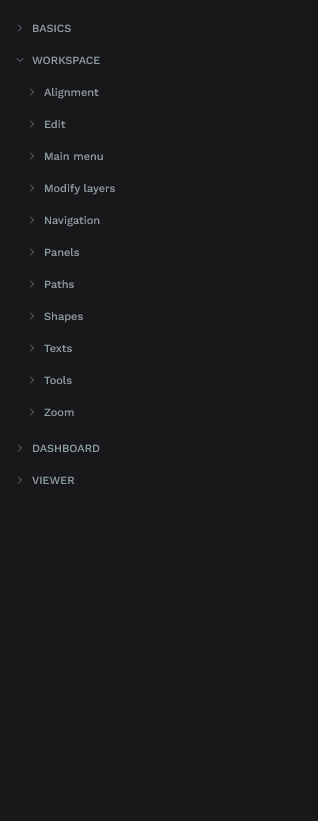 BASICS
WORKSPACE
Alignment
Edit
Main menu
Modify layers
Navigation
Panels
Paths
Shapes
Texts
Tools
Zoom
DASHBOARD
VIEWER